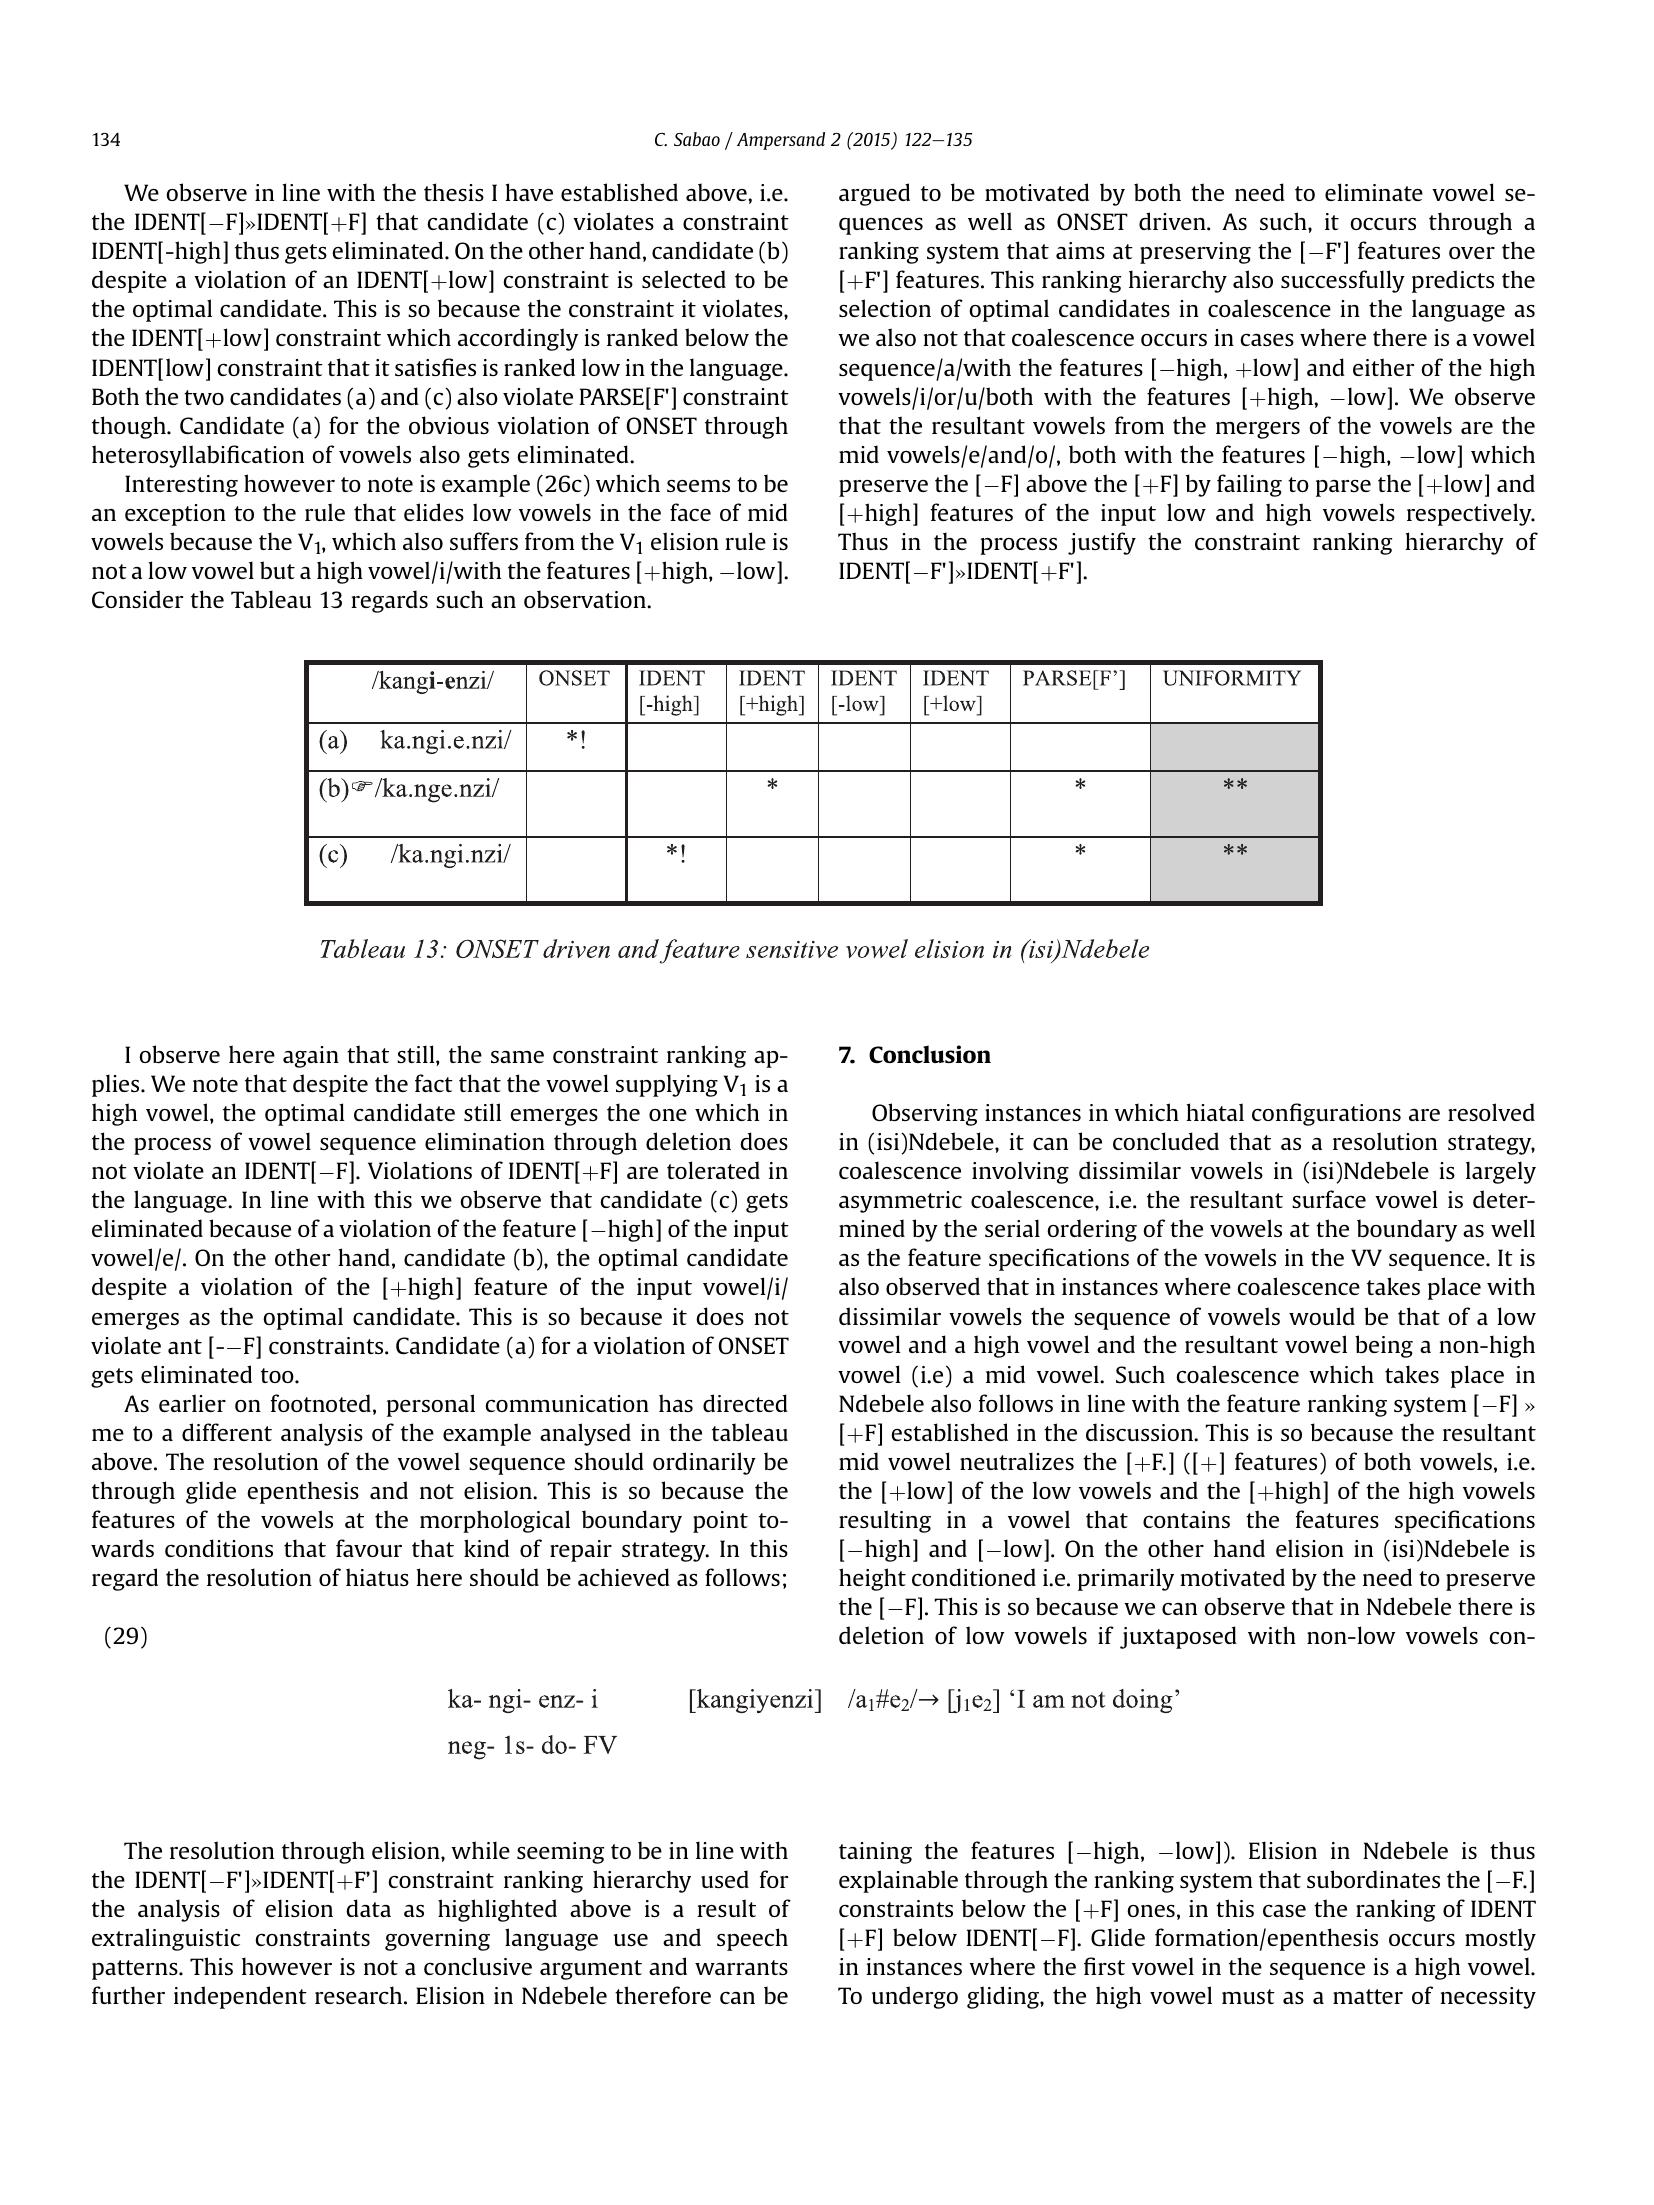 134
C. Sabao / Ampersand 2 (2015) 122–135
We observe in line with the thesis I have established above, i.e.
the IDENT[−F]»IDENT[+F] that candidate (c) violates a constraint
IDENT[-high] thus gets eliminated. On the other hand, candidate (b)
despite a violation of an IDENT[+low] constraint is selected to be
the optimal candidate. This is so because the constraint it violates,
the IDENT[+low] constraint which accordingly is ranked below the
IDENT[low] constraint that it satisfies is ranked low in the language.
Both the two candidates (a) and (c) also violate PARSE[F'] constraint
though. Candidate (a) for the obvious violation of ONSET through
heterosyllabification of vowels also gets eliminated.
Interesting however to note is example (26c) which seems to be
an exception to the rule that elides low vowels in the face of mid
vowels because the V₁, which also suffers from the V₁ elision rule is
not a low vowel but a high vowel/i/with the features [+high, −low].
Consider the Tableau 13 regards such an observation.
argued to be motivated by both the need to eliminate vowel se-
quences as well as ONSET driven. As such, it occurs through a
ranking system that aims at preserving the [−F'] features over the
[+F'] features. This ranking hierarchy also successfully predicts the
selection of optimal candidates in coalescence in the language as
we also not that coalescence occurs in cases where there is a vowel
sequence/a/with the features [−high, +low] and either of the high
vowels/i/or/u/both with the features [+high, −low]. We observe
that the resultant vowels from the mergers of the vowels are the
mid vowels/e/and/o/, both with the features [−high, −low] which
preserve the [−F] above the [+F] by failing to parse the [+low] and
[+high] features of the input low and high vowels respectively.
Thus in the process justify the constraint ranking hierarchy of
IDENT[−F']»IDENT[+F'].
/kangi-enzi/ ONSET IDENT [-high] IDENT [+high] IDENT [-low] IDENT [+low] PARSE[F’] UNIFORMITY
(a) ka.ngi.e.nzi/ *!
(b)☞/ka.nge.nzi/ * * **
(c) /ka.ngi.nzi/ *! * **
Tableau 13: ONSET driven and feature sensitive vowel elision in (isi)Ndebele
I observe here again that still, the same constraint ranking ap-
plies. We note that despite the fact that the vowel supplying V₁ is a
high vowel, the optimal candidate still emerges the one which in
the process of vowel sequence elimination through deletion does
not violate an IDENT[−F]. Violations of IDENT[+F] are tolerated in
the language. In line with this we observe that candidate (c) gets
eliminated because of a violation of the feature [−high] of the input
vowel/e/. On the other hand, candidate (b), the optimal candidate
despite a violation of the [+high] feature of the input vowel/i/
emerges as the optimal candidate. This is so because it does not
violate ant [-−F] constraints. Candidate (a) for a violation of ONSET
gets eliminated too.
As earlier on footnoted, personal communication has directed
me to a different analysis of the example analysed in the tableau
above. The resolution of the vowel sequence should ordinarily be
through glide epenthesis and not elision. This is so because the
features of the vowels at the morphological boundary point to-
wards conditions that favour that kind of repair strategy. In this
regard the resolution of hiatus here should be achieved as follows;
(29)
7. Conclusion
Observing instances in which hiatal configurations are resolved
in (isi)Ndebele, it can be concluded that as a resolution strategy,
coalescence involving dissimilar vowels in (isi)Ndebele is largely
asymmetric coalescence, i.e. the resultant surface vowel is deter-
mined by the serial ordering of the vowels at the boundary as well
as the feature specifications of the vowels in the VV sequence. It is
also observed that in instances where coalescence takes place with
dissimilar vowels the sequence of vowels would be that of a low
vowel and a high vowel and the resultant vowel being a non-high
vowel (i.e) a mid vowel. Such coalescence which takes place in
Ndebele also follows in line with the feature ranking system [−F] »
[+F] established in the discussion. This is so because the resultant
mid vowel neutralizes the [+F.] ([+] features) of both vowels, i.e.
the [+low] of the low vowels and the [+high] of the high vowels
resulting in a vowel that contains the features specifications
[−high] and [−low]. On the other hand elision in (isi)Ndebele is
height conditioned i.e. primarily motivated by the need to preserve
the [−F]. This is so because we can observe that in Ndebele there is
deletion of low vowels if juxtaposed with non-low vowels con-
ka- ngi- enz- i [kangiyenzi] /a₁#e₂/→ [j₁e₂] ‘I am not doing’
neg- 1s- do- FV
The resolution through elision, while seeming to be in line with
the IDENT[−F']»IDENT[+F'] constraint ranking hierarchy used for
the analysis of elision data as highlighted above is a result of
extralinguistic constraints governing language use and speech
patterns. This however is not a conclusive argument and warrants
further independent research. Elision in Ndebele therefore can be
taining the features [−high, −low]). Elision in Ndebele is thus
explainable through the ranking system that subordinates the [−F.]
constraints below the [+F] ones, in this case the ranking of IDENT
[+F] below IDENT[−F]. Glide formation/epenthesis occurs mostly
in instances where the first vowel in the sequence is a high vowel.
To undergo gliding, the high vowel must as a matter of necessity